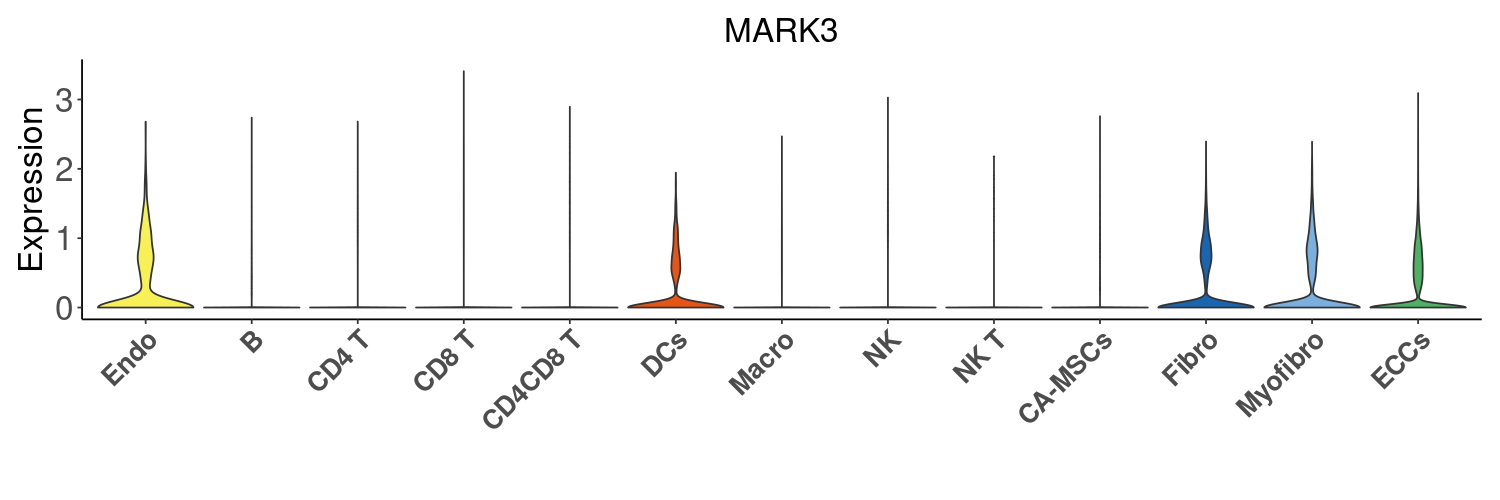 MARK3
Expression
3
2
1
0
Endo
B
CD4 T
CD8 T
CD4CD8 T
DCs
Macro
NK
NK T
CA-MSCs
Fibro
Myofibro
ECCs